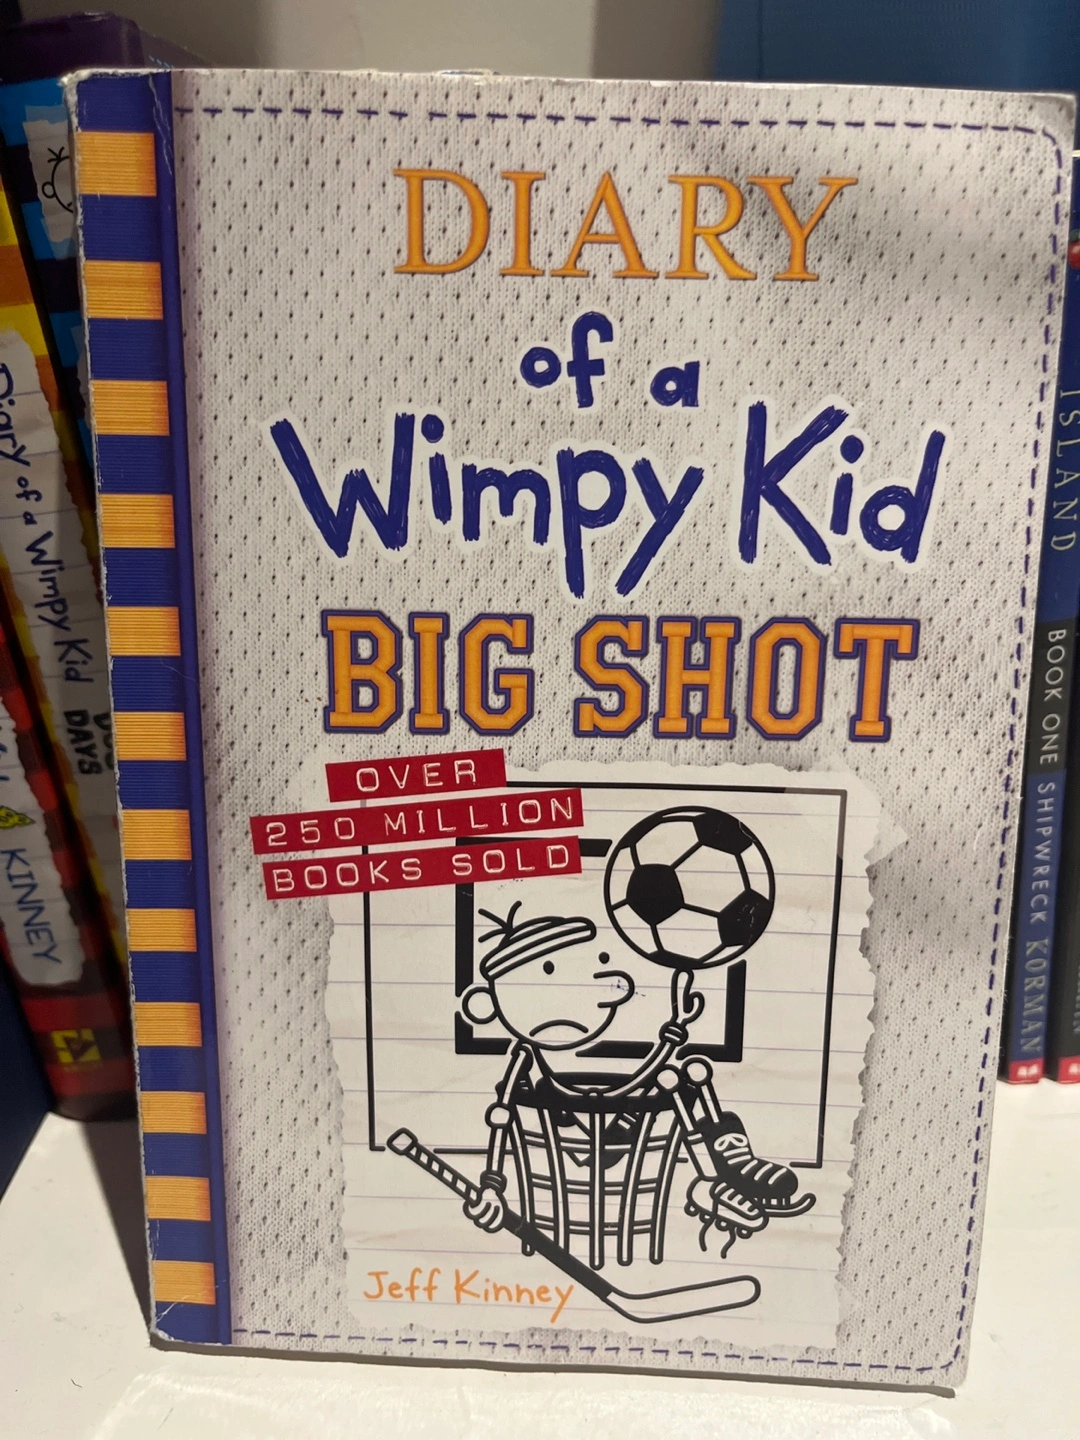 DIARY
of a
Wimpy Kid
BIG SHOT
OVER
250 MILLION
BOOKS SOLD
Jeff Kinney
Diary of a Wimpy Kid
DAYS
KINNEY
ISLAND
BOOK ONE SHIPWRECK KORMAN